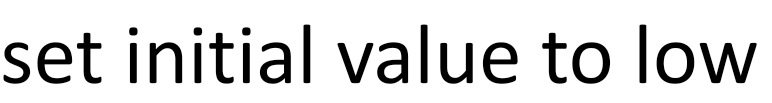 set initial value to low